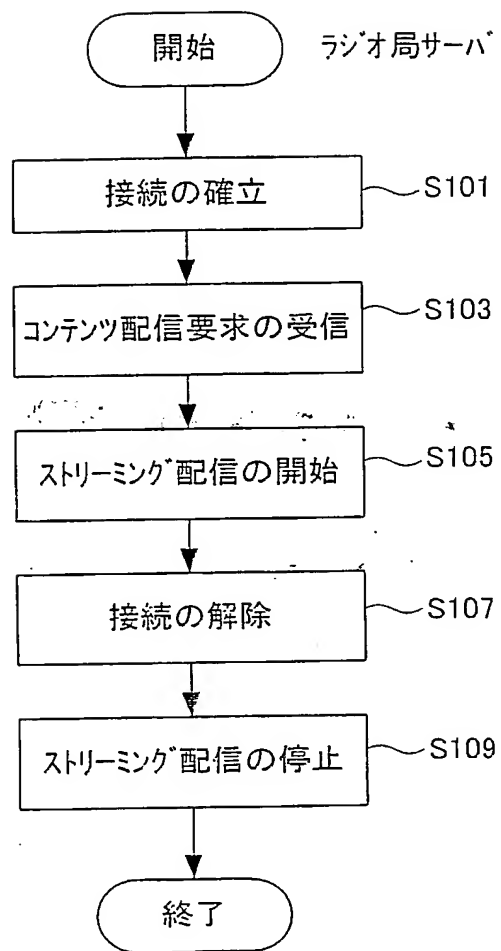 開始
ラジオ局サーバ
接続の確立
S101
コンテンツ配信要求の受信
S103
ストリーミング配信の開始
S105
接続の解除
S107
ストリーミング配信の停止
S109
終了